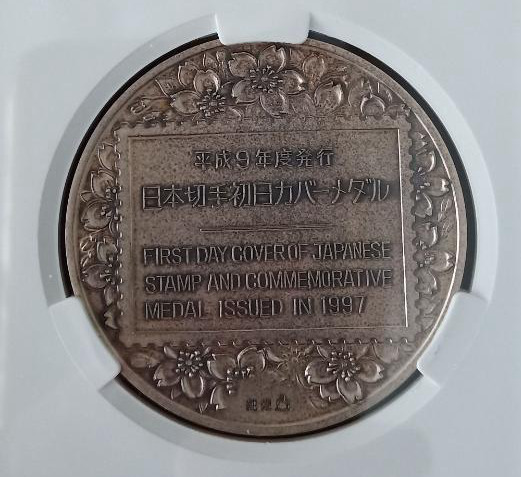 平成9年度発行
日本切手初日カバーメダル
FIRST DAY COVER OF JAPANESE
STAMP AND COMMEMORATIVE
MEDAL ISSUED IN 1997